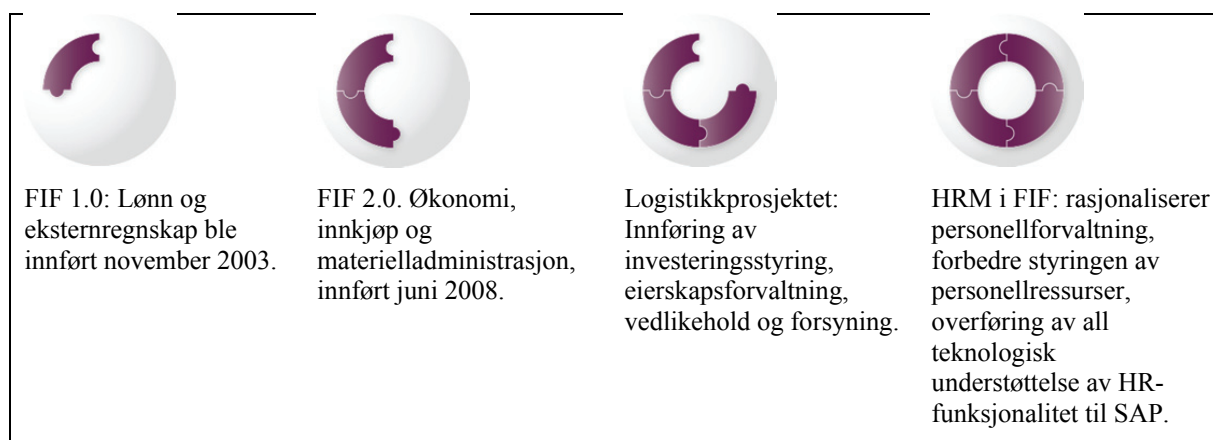 FIF 1.0: Lønn og
eksternregnskap ble
innført november 2003.
FIF 2.0. Økonomi,
innkjøp og
materielladministrasjon,
innført juni 2008.
Logistikkprosjektet:
Innføring av
investeringsstyring,
eierskapsforvaltning,
vedlikehold og forsyning.
HRM i FIF: rasjonaliserer
personellforvaltning,
forbedre styringen av
personellressurser,
overføring av all
teknologisk
understøttelse av HR-
funksjonalitet til SAP.